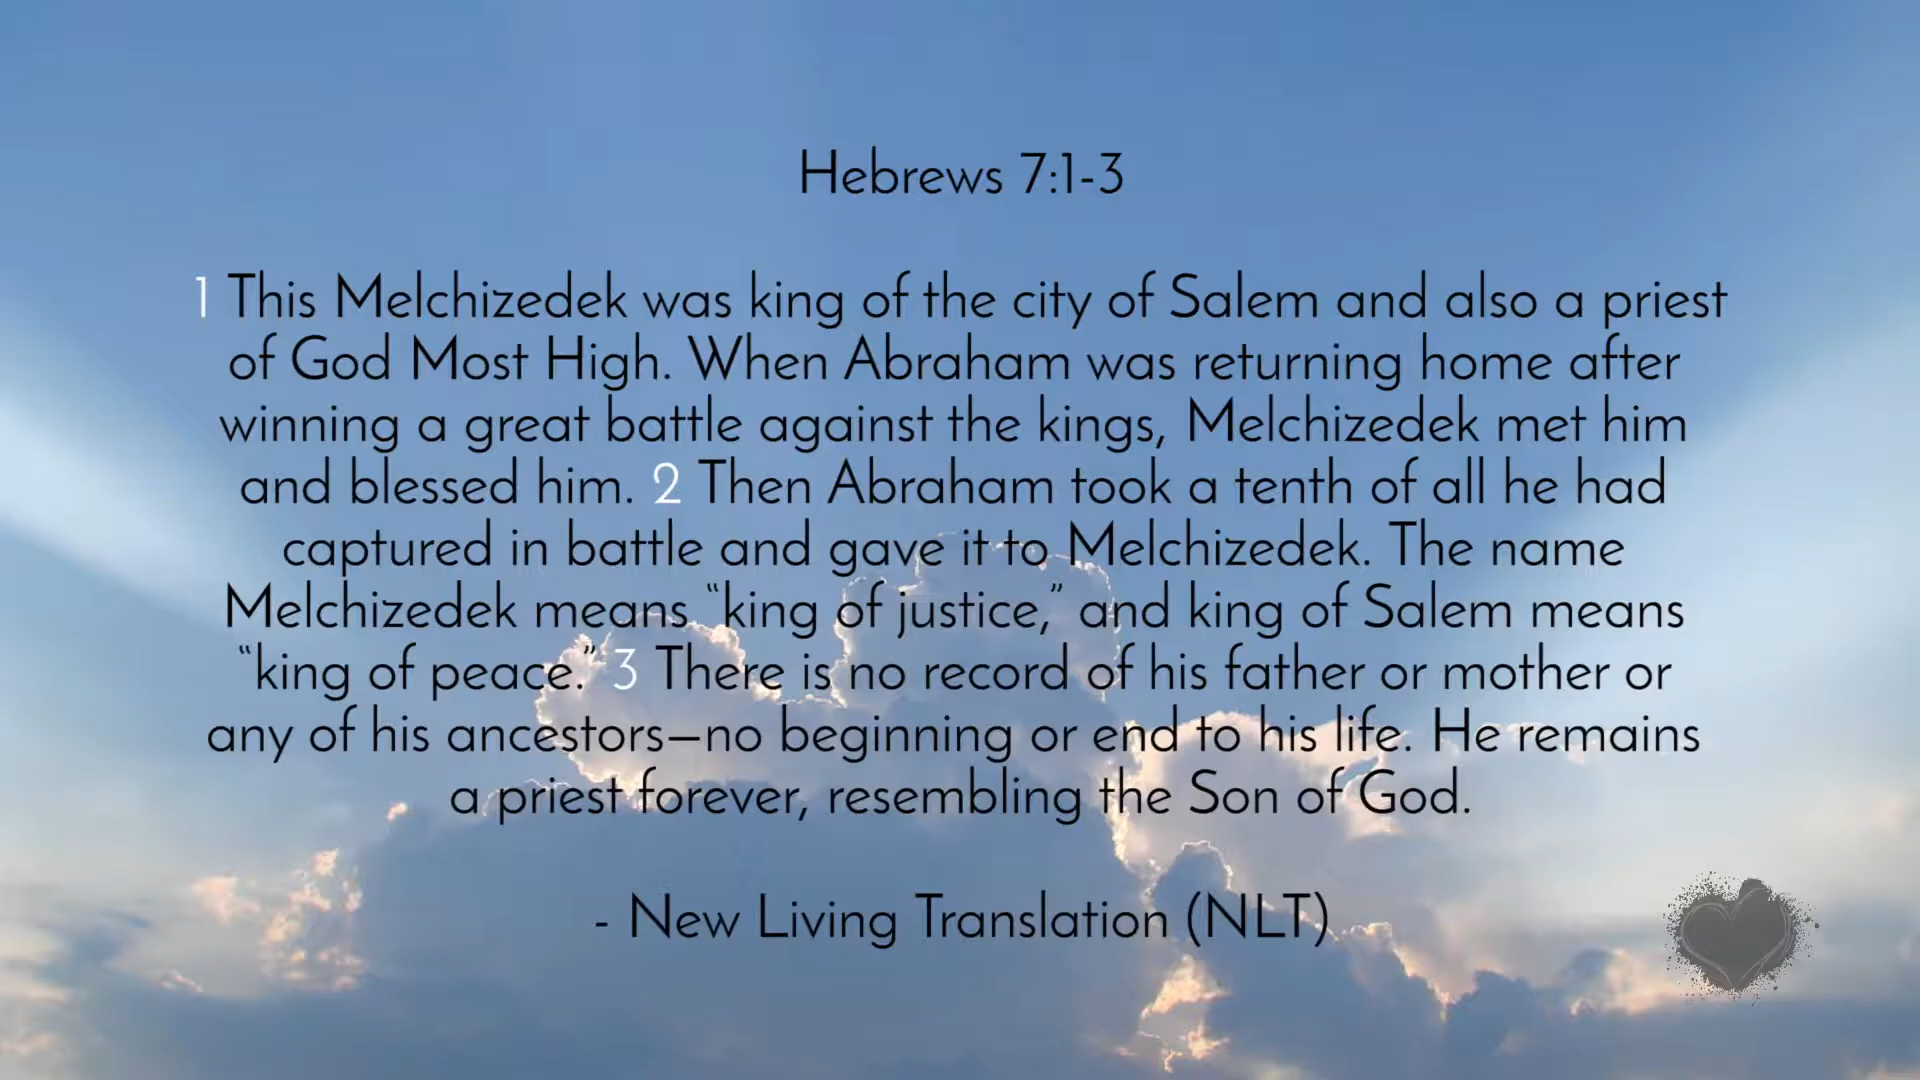 Hebrews 7:1-3
1 This Melchizedek was king of the city of Salem and also a priest
of God Most High. When Abraham was returning home after
winning a great battle against the kings, Melchizedek met him
and blessed him. 2 Then Abraham took a tenth of all he had
captured in battle and gave it to Melchizedek. The name
Melchizedek means “king of justice,” and king of Salem means
“king of peace.” 3 There is no record of his father or mother or
any of his ancestors—no beginning or end to his life. He remains
a priest forever, resembling the Son of God.
- New Living Translation (NLT)